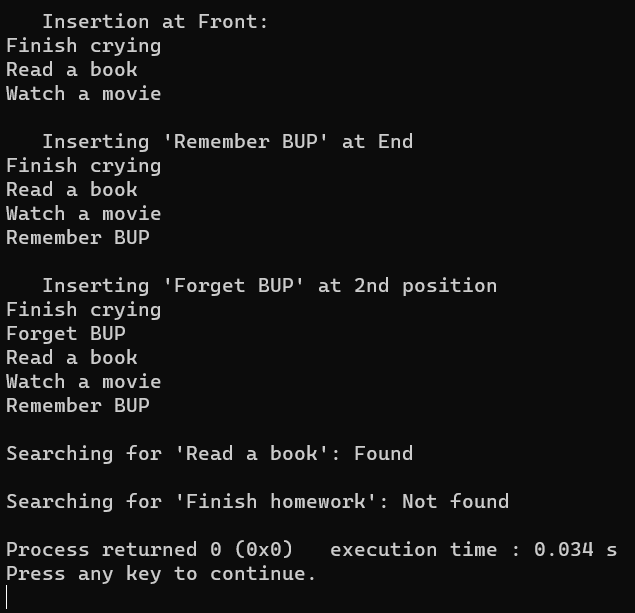 Insertion at Front:
Finish crying
Read a book
Watch a movie
Inserting 'Remember BUP' at End
Finish crying
Read a book
Watch a movie
Remember BUP
Inserting 'Forget BUP' at 2nd position
Finish crying
Forget BUP
Read a book
Watch a movie
Remember BUP
Searching for 'Read a book': Found
Searching for 'Finish homework': Not found
Process returned 0 (0x0)   execution time : 0.034 s
Press any key to continue.